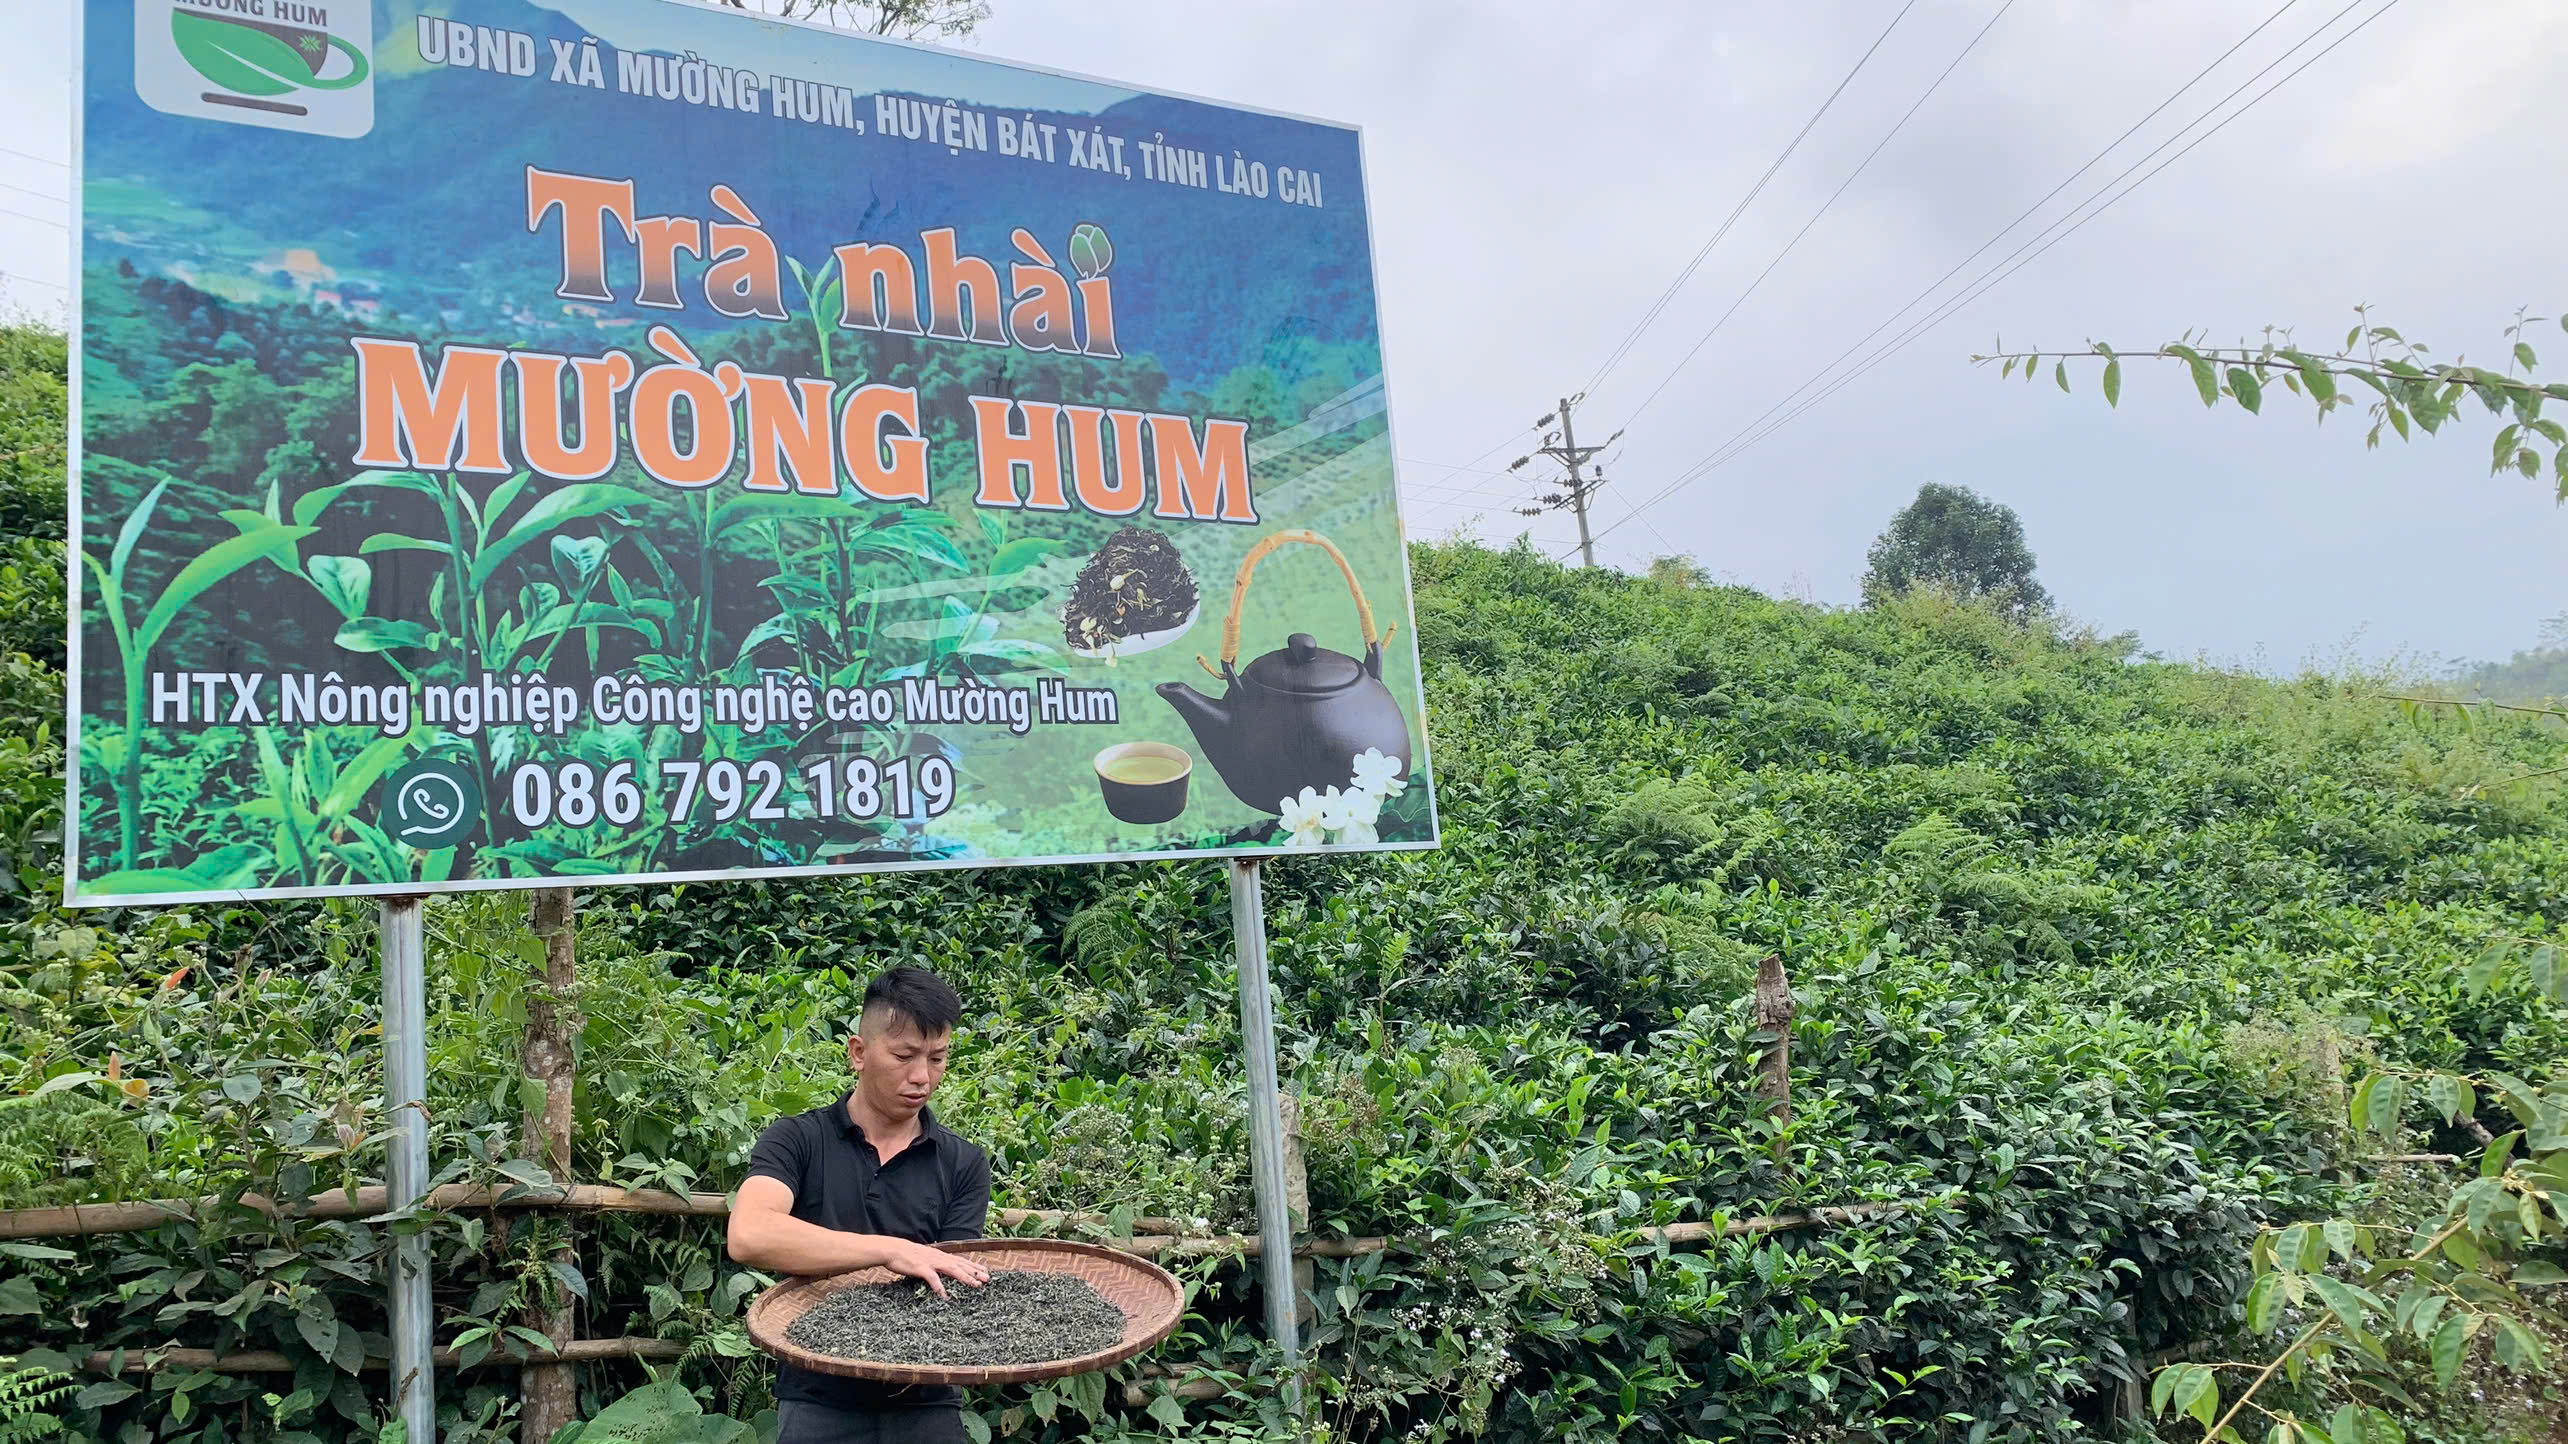 MƯỜNG HUM
UBND XÃ MƯỜNG HUM, HUYỆN BÁT XÁT, TỈNH LÀO CAI
Trà nhài
MƯỜNG HUM
HTX Nông nghiệp Công nghệ cao Mường Hum
086 792 1819